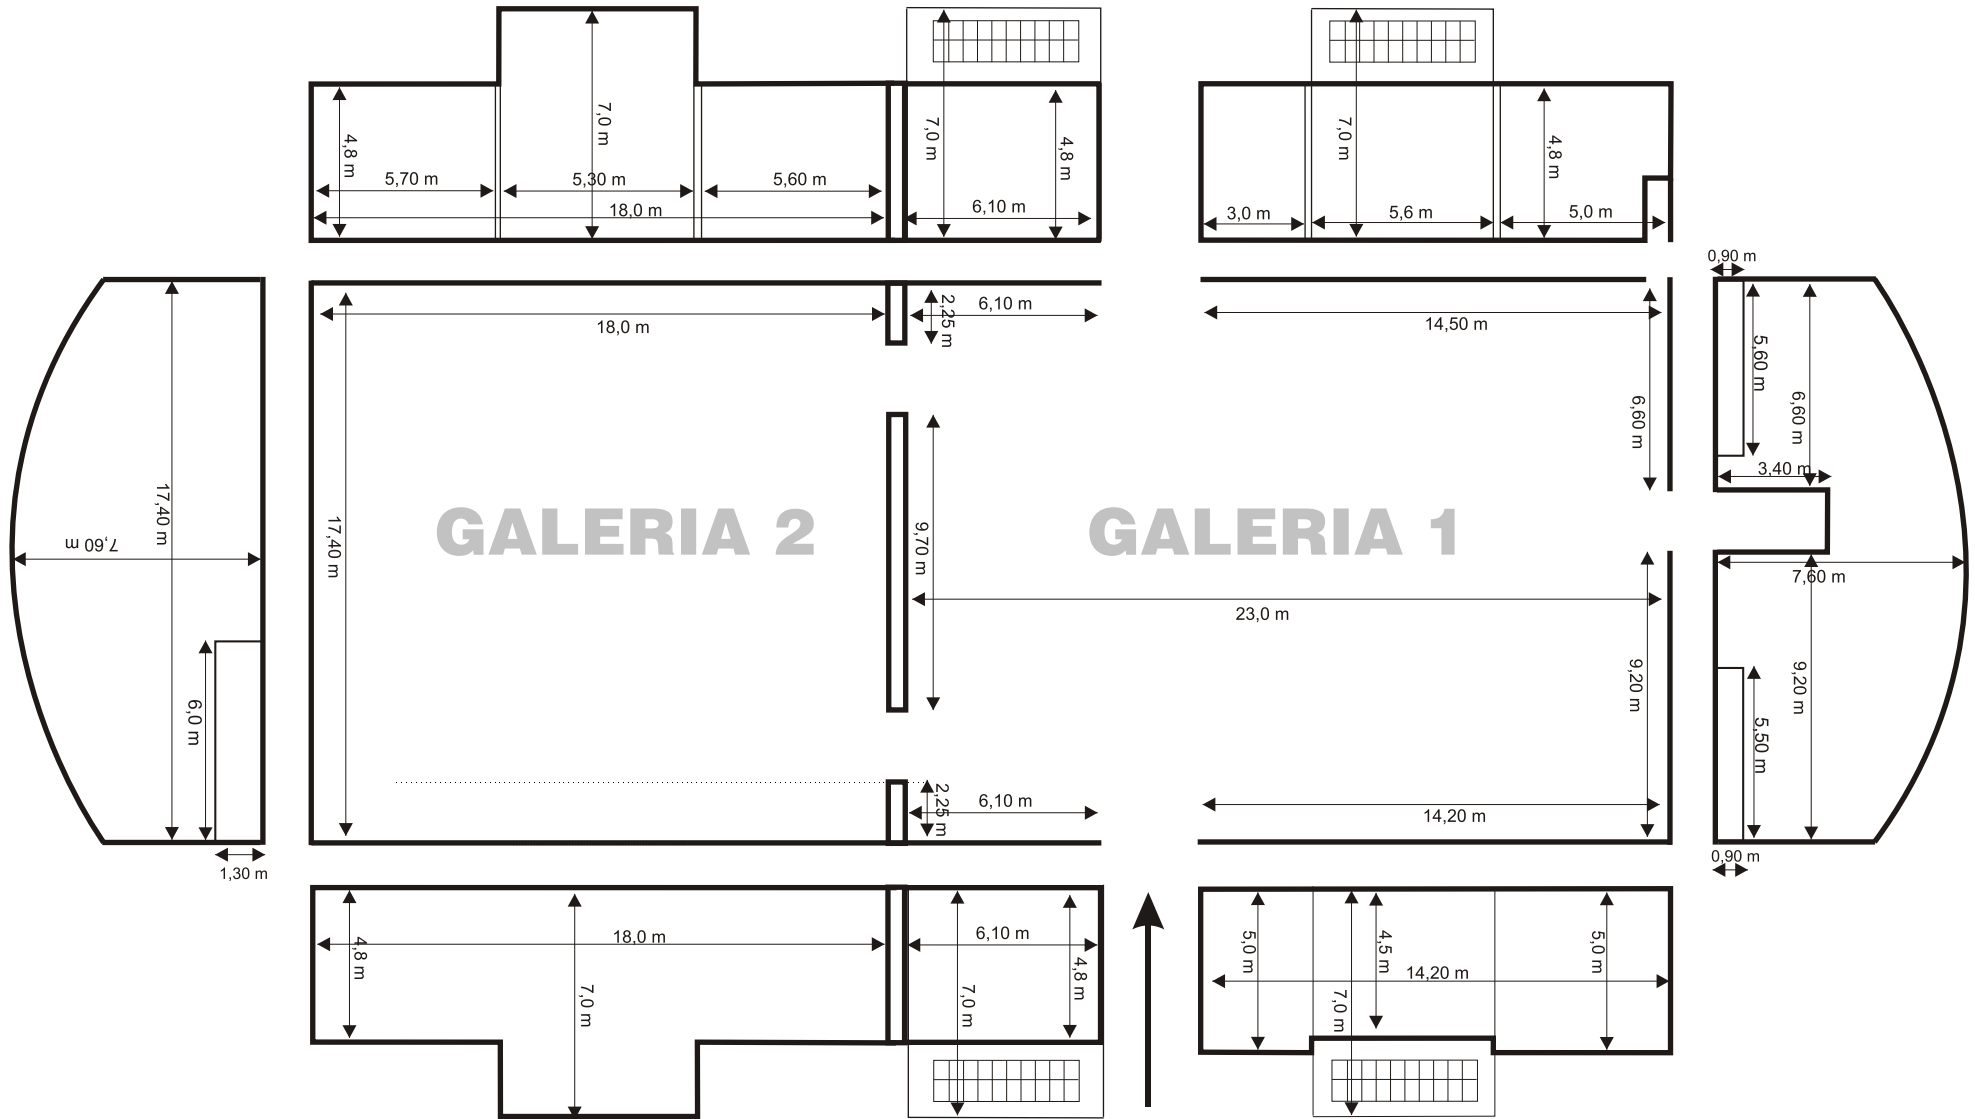 7,0 m
4,8 m
5,70 m
5,30 m
5,60 m
18,0 m
7,0 m
4,8 m
6,10 m
7,0 m
4,8 m
3,0 m
5,6 m
5,0 m
17,40 m
7,60 m
6,0 m
1,30 m
18,0 m
2,25 m
6,10 m
14,50 m
17,40 m
6,60 m
GALERIA 2
GALERIA 1
9,70 m
23,0 m
9,20 m
2,25 m
6,10 m
14,20 m
0,90 m
5,60 m
6,60 m
3,40 m
7,60 m
9,20 m
5,50 m
0,90 m
4,8 m
18,0 m
7,0 m
6,10 m
4,8 m
7,0 m
5,0 m
4,5 m
5,0 m
14,20 m
7,0 m